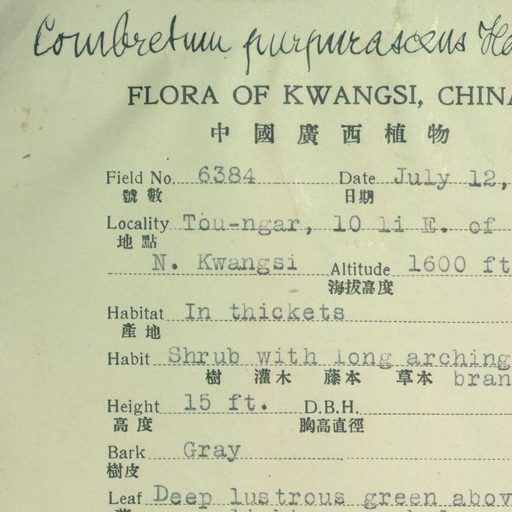 Combretum purpurascens
FLORA OF KWANGSI, CHINA
中國廣西植物
Field No. 6384 Date July 12,
號數 日期
Locality Tou-ngar, 10 li E. of
地點
N. Kwangsi Altitude 1600 ft
海拔高度
Habitat In thickets
產地
Habit Shrub with long arching
樹 灌木 藤本 草本 bran
Height 15 ft. D.B.H.
高度 胸高直徑
Bark Gray
樹皮
Leaf Deep lustrous green abov